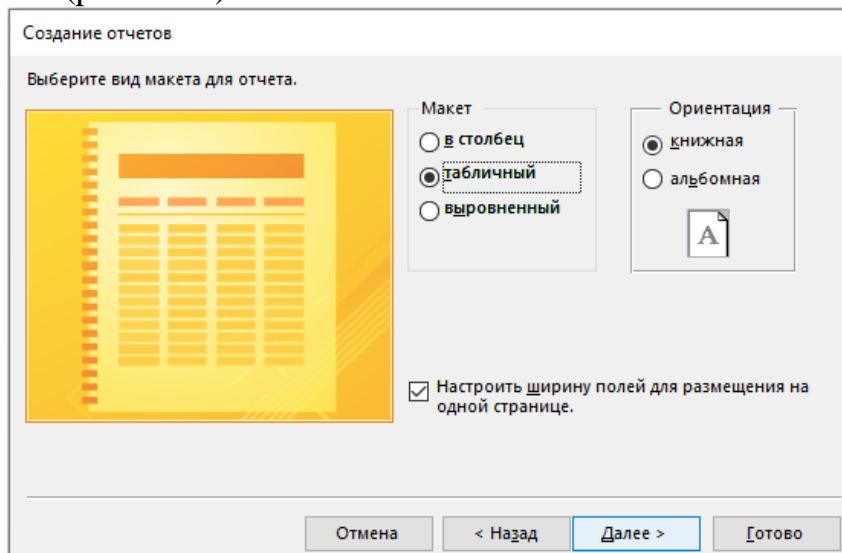 Создание отчетов
Выберите вид макета для отчета.
Макет
в столбец
табличный
выровненный
Ориентация
книжная
альбомная
A
Настроить ширину полей для размещения на
одной странице.
Отмена
< Назад
Далее >
Готово